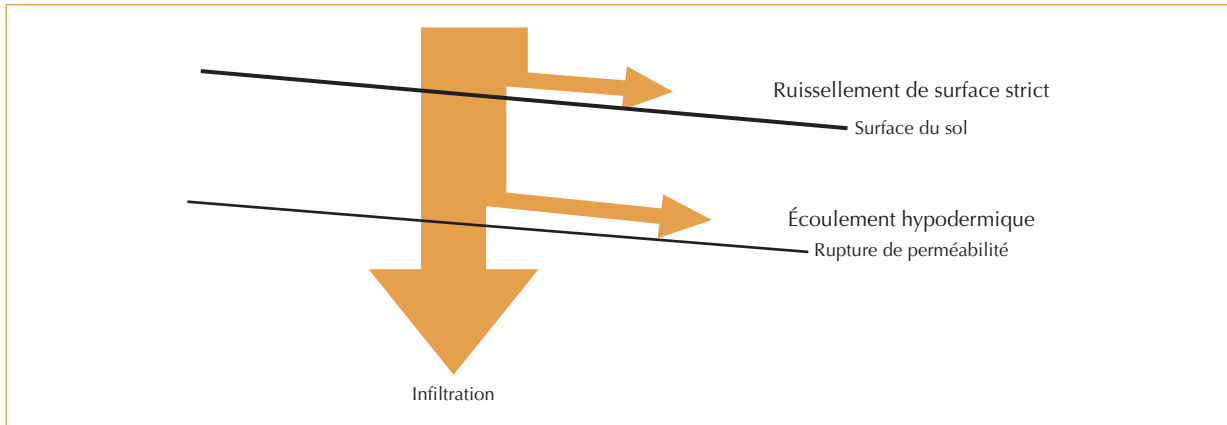 Ruissellement de surface strict
Surface du sol
Écoulement hypodermique
Rupture de perméabilité
Infiltration